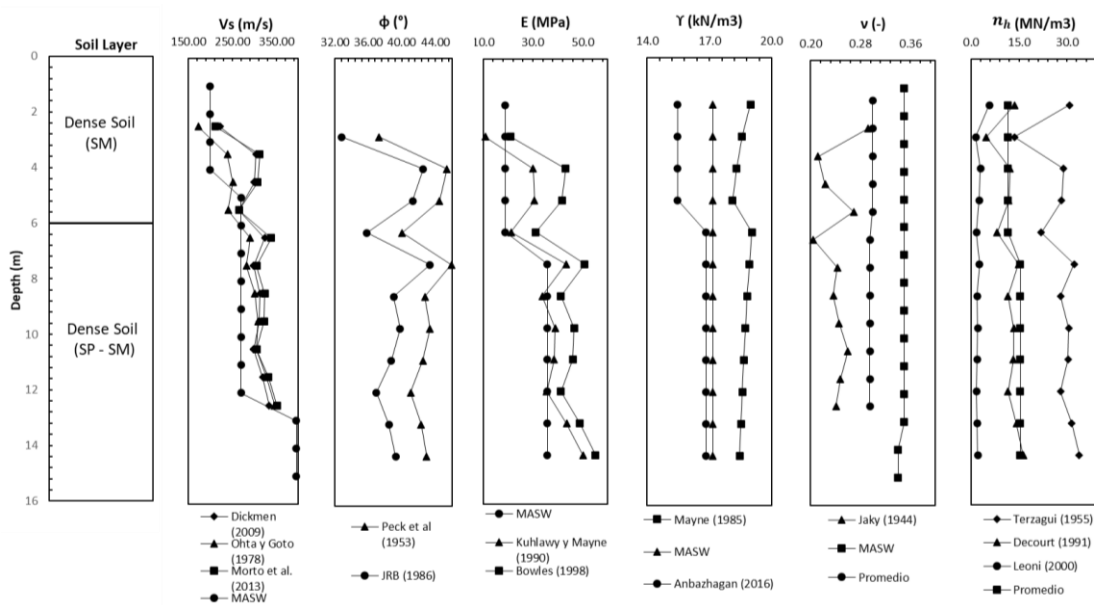 Vs (m/s)
ϕ (°)
E (MPa)
ϒ (kN/m3)
ν (-)
n_h (MN/m3)
Soil Layer
150.00 250.00 350.00
32.00 36.00 40.00 44.00
10.0 30.0 50.0
14.0 17.0 20.0
0.20 0.28 0.36
0.0 15.0 30.0
Depth (m)
0
2
4
6
8
10
12
14
16
Dense Soil
(SM)
Dense Soil
(SP - SM)
Dickmen
(2009)
Ohta y Goto
(1978)
Morto et al.
(2013)
MASW
Peck et al
(1953)
JRB (1986)
MASW
Kuhlawy y Mayne
(1990)
Bowles (1998)
Mayne (1985)
MASW
Anbazhagan (2016)
Jaky (1944)
MASW
Promedio
Terzagui (1955)
Decourt (1991)
Leoni (2000)
Promedio